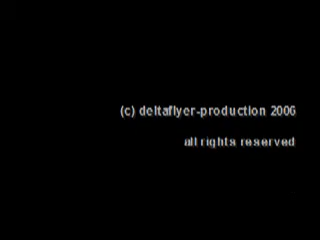 (c) deltaflyer-production 2006
all rights reserved